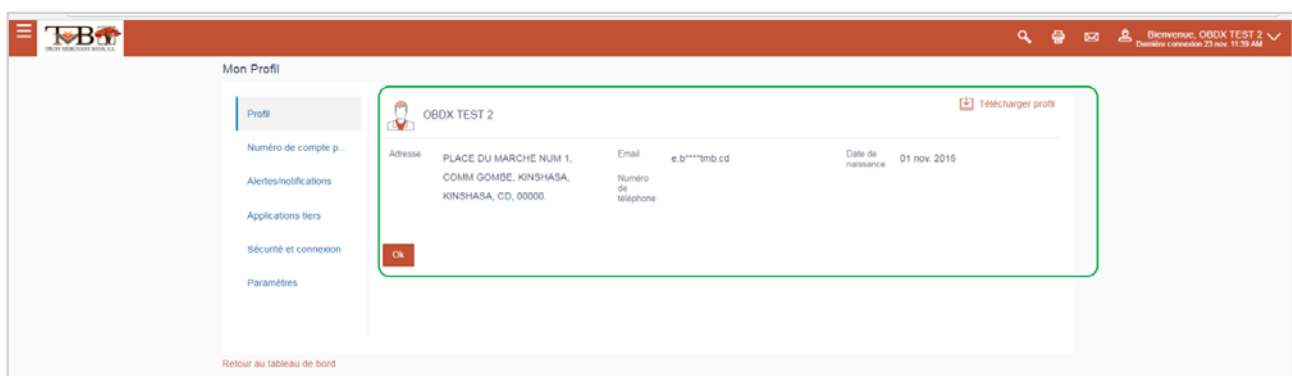 TMB
TRUST MERCHANT BANK S.A.
Bienvenue, OBDX TEST 2
Dernière connexion 23 nov. 11:39 AM
Mon Profil
Profil
Numéro de compte p...
Alertes/notifications
Applications tiers
Sécurité et connexion
Paramètres
OBDX TEST 2
Télécharger profil
Adresse
PLACE DU MARCHE NUM 1,
COMM GOMBE, KINSHASA,
KINSHASA, CD, 00000.
Email
e.b****tmb.cd
Numéro
de
téléphone
Date de
naissance
01 nov. 2016
Ok
Retour au tableau de bord